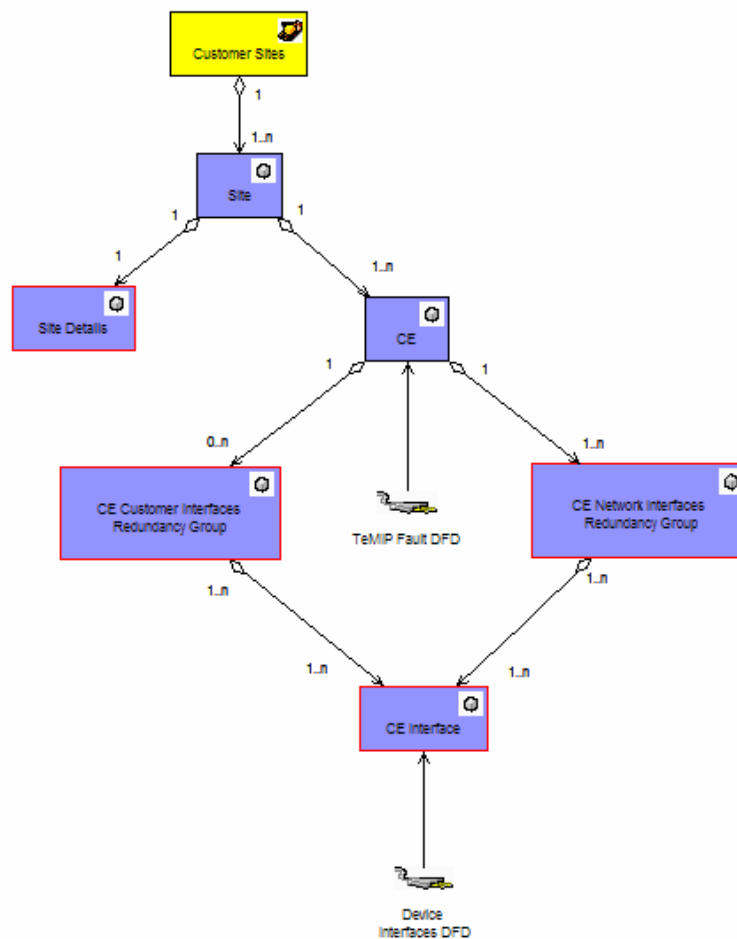 Customer Sites
1
1..n
Site
1
1
1
1..n
Site Details
CE
1
1
0..n
1..n
CE Customer Interfaces
Redundancy Group
CE Network Interfaces
Redundancy Group
TeMIP Fault DFD
1..n
1..n
1..n
1..n
CE Interface
Device
Interfaces DFD